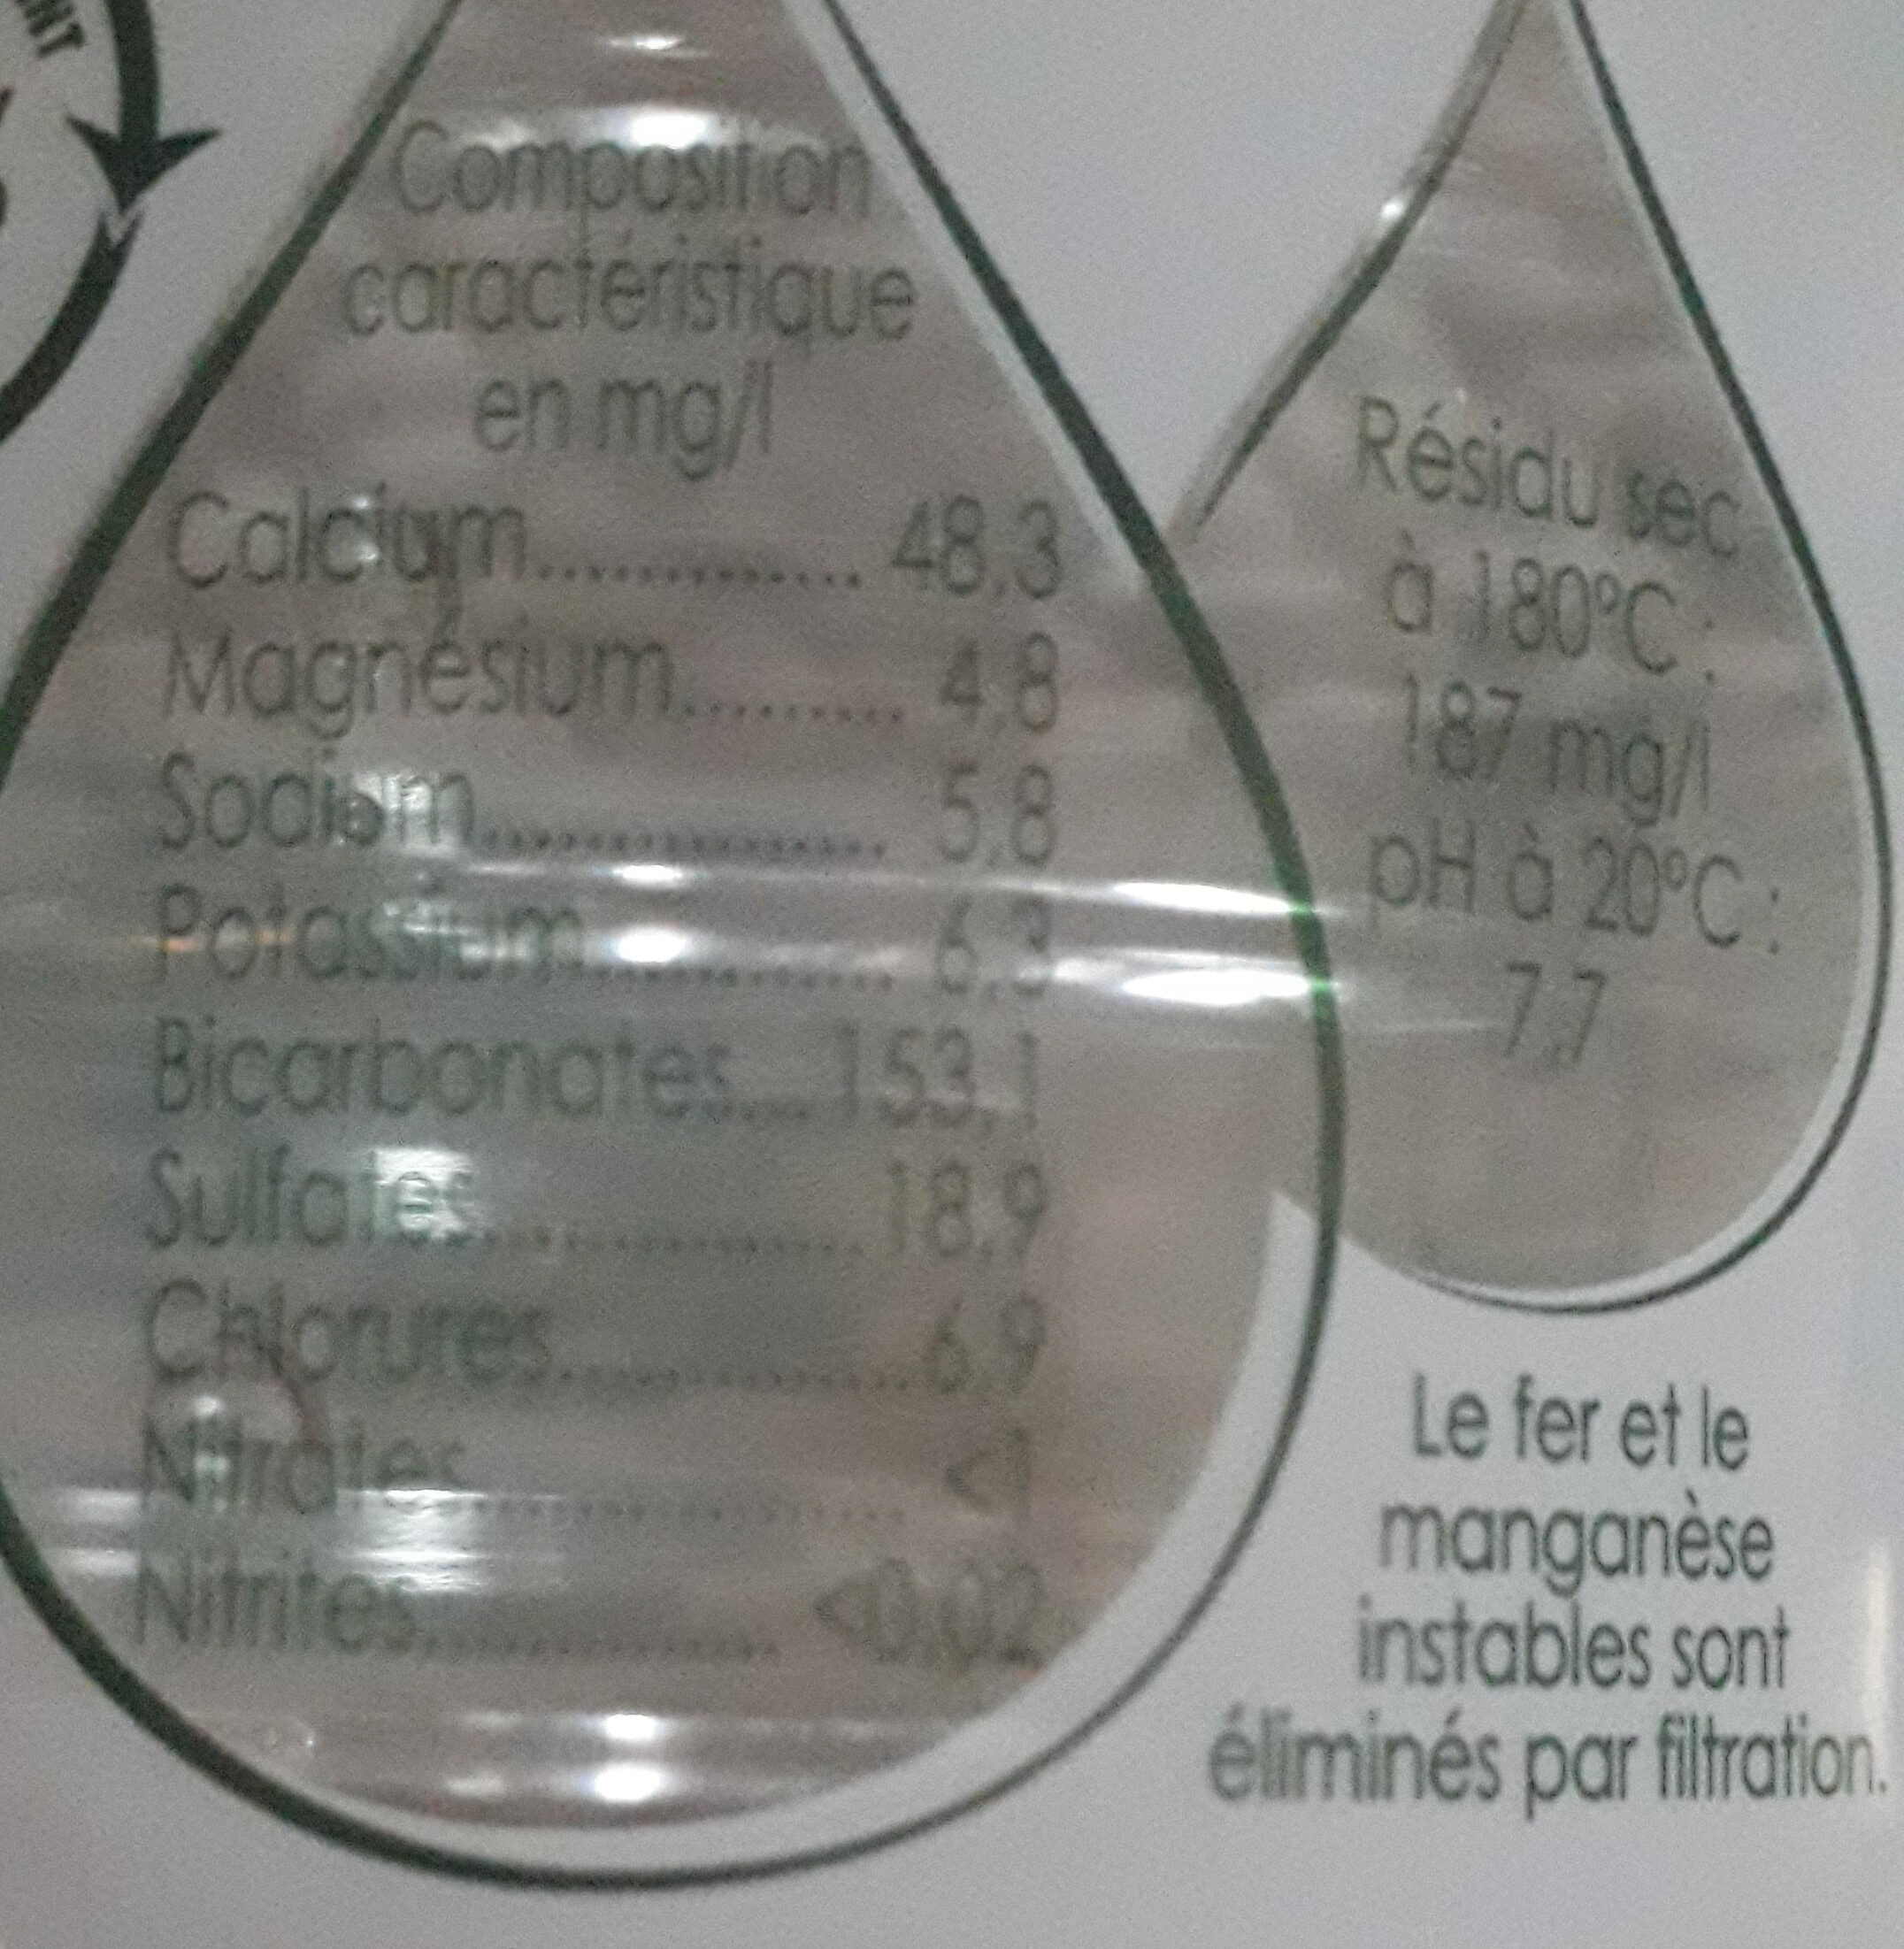 Composition
caractéristique
en mg/l
Calcium.............. 48,3
Magnésium......... 4,8
Sodium................. 5,8
Potassium............. 6,3
Bicarbonates....153,1
Sulfates................18,9
Chlorures...............6,9
Nitrates................. <1
Nitrites................ <0,02
Résidu sec
à 180°C :
187 mg/l
pH à 20°C :
7,7
Le fer et le
manganèse
instables sont
éliminés par filtration.